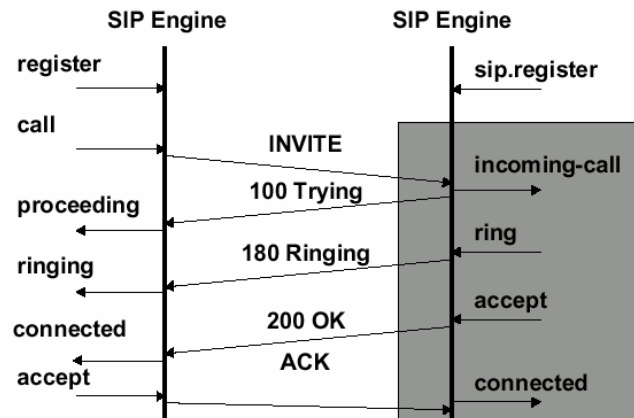 SIP Engine
SIP Engine
register
sip.register
call
INVITE
incoming-call
100 Trying
proceeding
ring
180 Ringing
ringing
accept
200 OK
connected
ACK
accept
connected